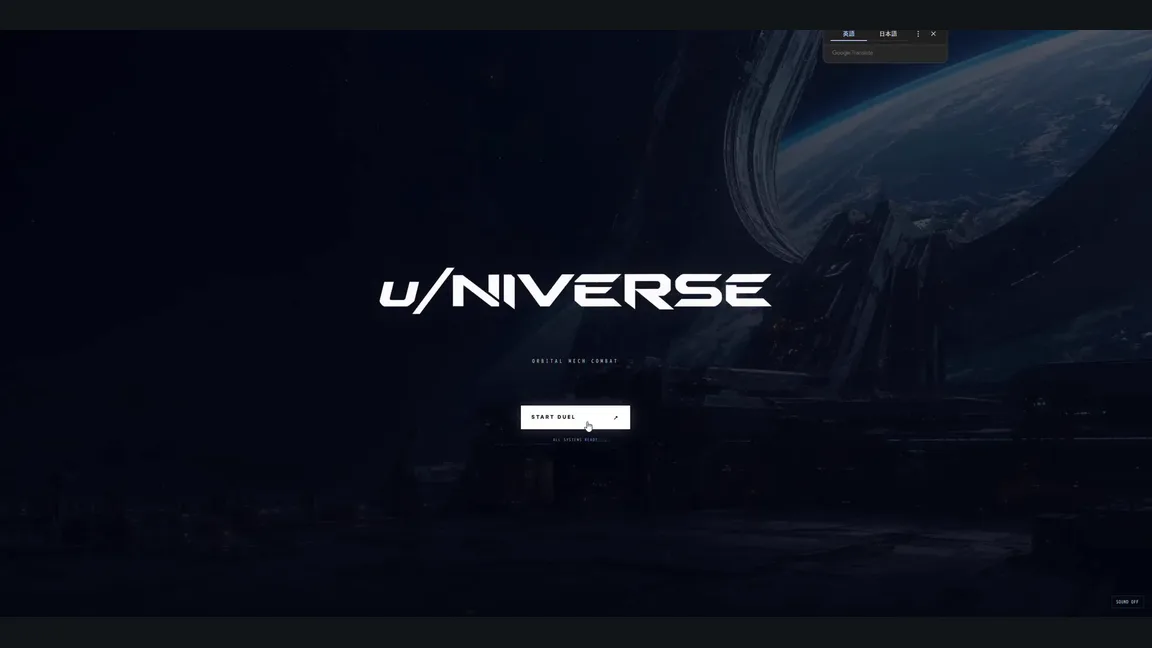 英語 日本語
Google Translate
u/NIVERSE
ORBITAL MECH COMBAT
START DUEL ↗
ALL SYSTEMS READY
SOUND OFF